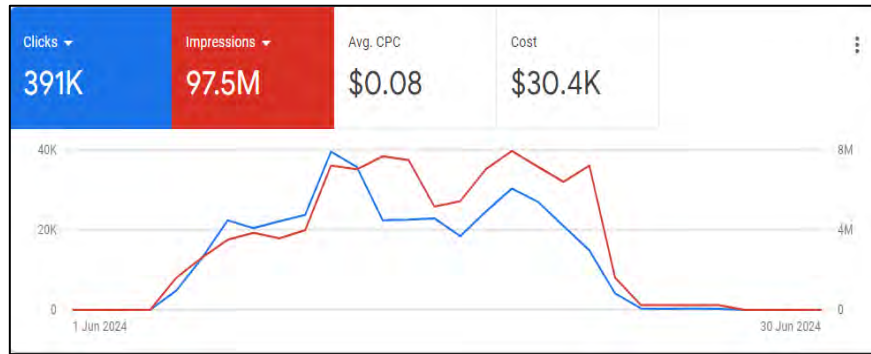 Clicks
Impressions
Avg. CPC
Cost
391K
97.5M
$0.08
$30.4K
40K
8M
20K
4M
0
0
1 Jun 2024
30 Jun 2024